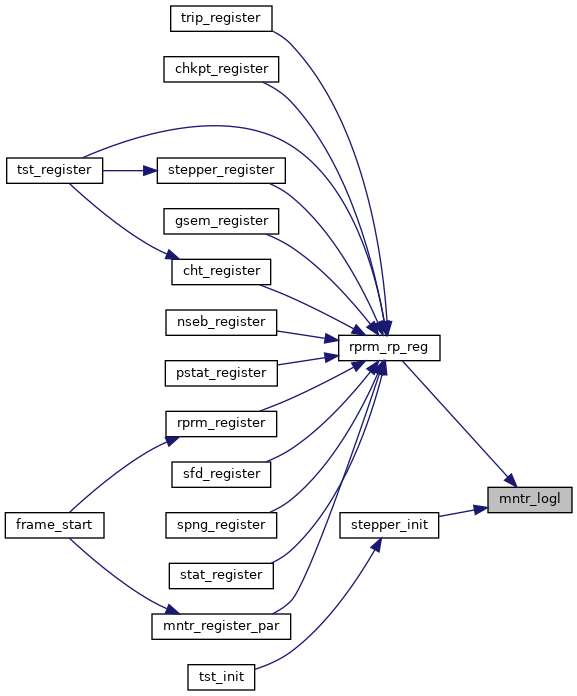 trip_register
chkpt_register
tst_register
stepper_register
gsem_register
cht_register
nseb_register
rprm_rp_reg
pstat_register
rprm_register
sfd_register
mntr_logl
frame_start
spng_register
stepper_init
stat_register
mntr_register_par
tst_init